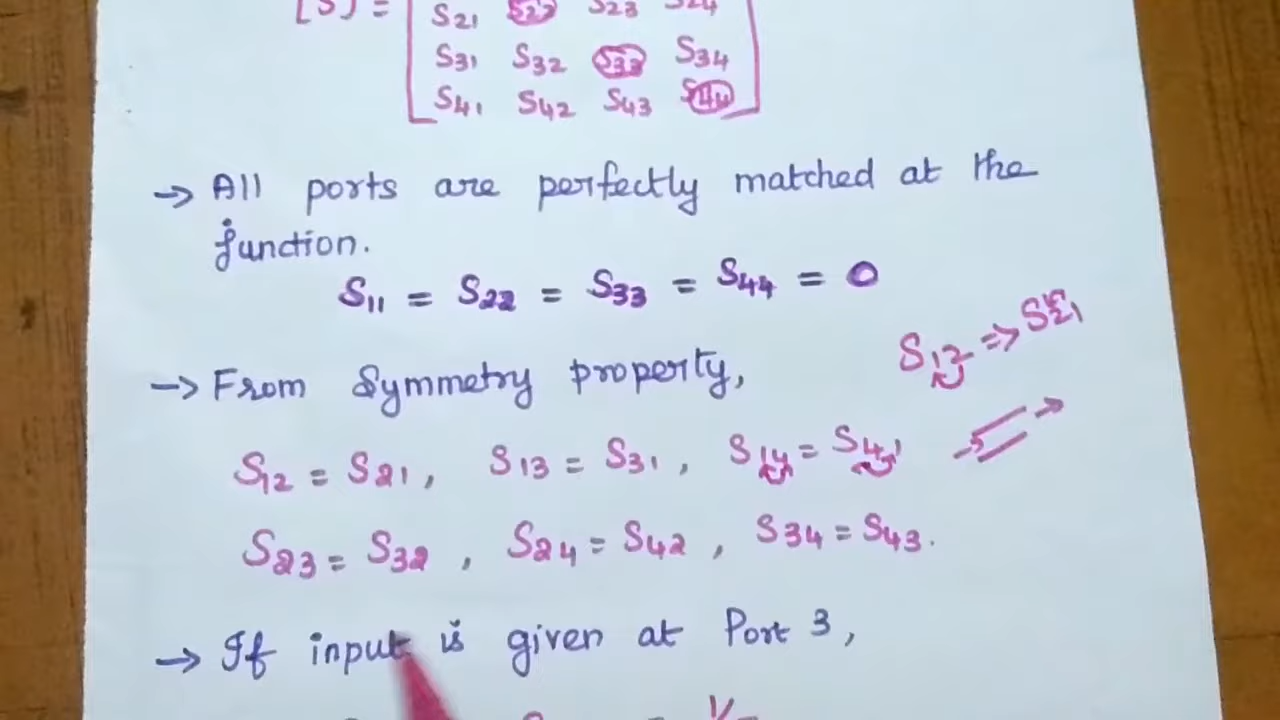 [S] =
S21 S22 S23 S24
S31 S32 S33 S34
S41 S42 S43 S44
→ All ports are perfectly matched at the
junction.
S11 = S22 = S33 = S44 = 0
S12 ⇒ S21
→ From Symmetry property,
S12 = S21, S13 = S31, S14 = S41
S23 = S32, S24 = S42, S34 = S43.
→ If input is given at Port 3,